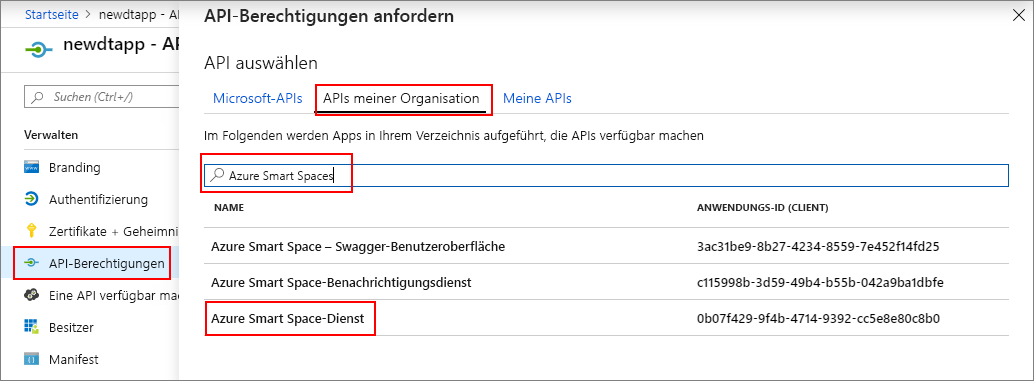 Startseite > newdtapp - API-Berechtigungen anfordern
newdtapp - AP
Suchen (Ctrl+/)
Verwalten
Branding
Authentifizierung
Zertifikate + Geheimni
API-Berechtigungen
Eine API verfügbar mac
Besitzer
Manifest
API auswählen
Microsoft-APIs APIs meiner Organisation Meine APIs
Im Folgenden werden Apps in Ihrem Verzeichnis aufgeführt, die APIs verfügbar machen
Azure Smart Spaces
NAME ANWENDUNGS-ID (CLIENT)
Azure Smart Space – Swagger-Benutzeroberfläche 3ac31be9-8b27-4234-8559-7e452f14fd25
Azure Smart Space-Benachrichtigungsdienst c115998b-3d59-49b4-b55b-042a9ba1dbfe
Azure Smart Space-Dienst 0b07f429-9f4b-4714-9392-cc5e8e80c8b0